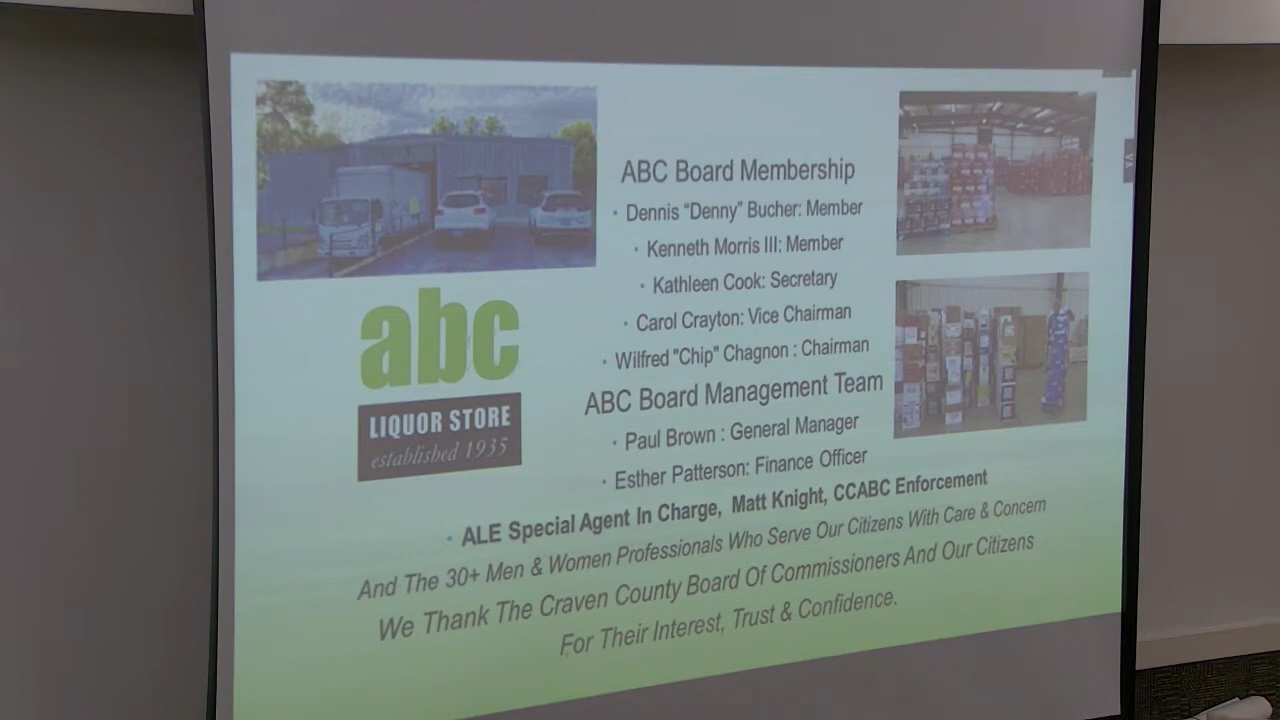 abc
LIQUOR STORE
established 1935
ABC Board Membership
• Dennis “Denny” Bucher: Member
• Kenneth Morris III: Member
• Kathleen Cook: Secretary
• Carol Crayton: Vice Chairman
• Wilfred "Chip" Chagnon : Chairman
ABC Board Management Team
• Paul Brown : General Manager
• Esther Patterson: Finance Officer
• ALE Special Agent In Charge, Matt Knight, CCABC Enforcement
And The 30+ Men & Women Professionals Who Serve Our Citizens With Care & Concern
We Thank The Craven County Board Of Commissioners And Our Citizens
For Their Interest, Trust & Confidence.